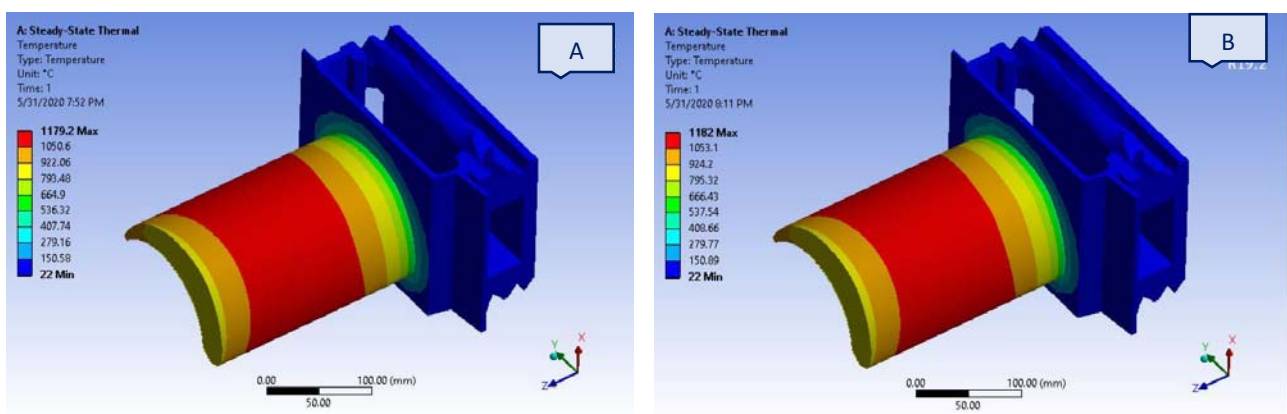 A: Steady-State Thermal
Temperature
Type: Temperature
Unit: °C
Time: 1
5/31/2020 7:52 PM
A
1179.2 Max
1050.6
922.06
793.48
664.9
536.32
407.74
279.16
150.58
22 Min
X
Y
Z
0.00
100.00 (mm)
50.00
A: Steady-State Thermal
Temperature
Type: Temperature
Unit: °C
Time: 1
5/31/2020 8:11 PM
B
R19.2
1182 Max
1053.1
924.2
795.32
666.43
537.54
408.66
279.77
150.89
22 Min
X
Y
Z
0.00
100.00 (mm)
50.00